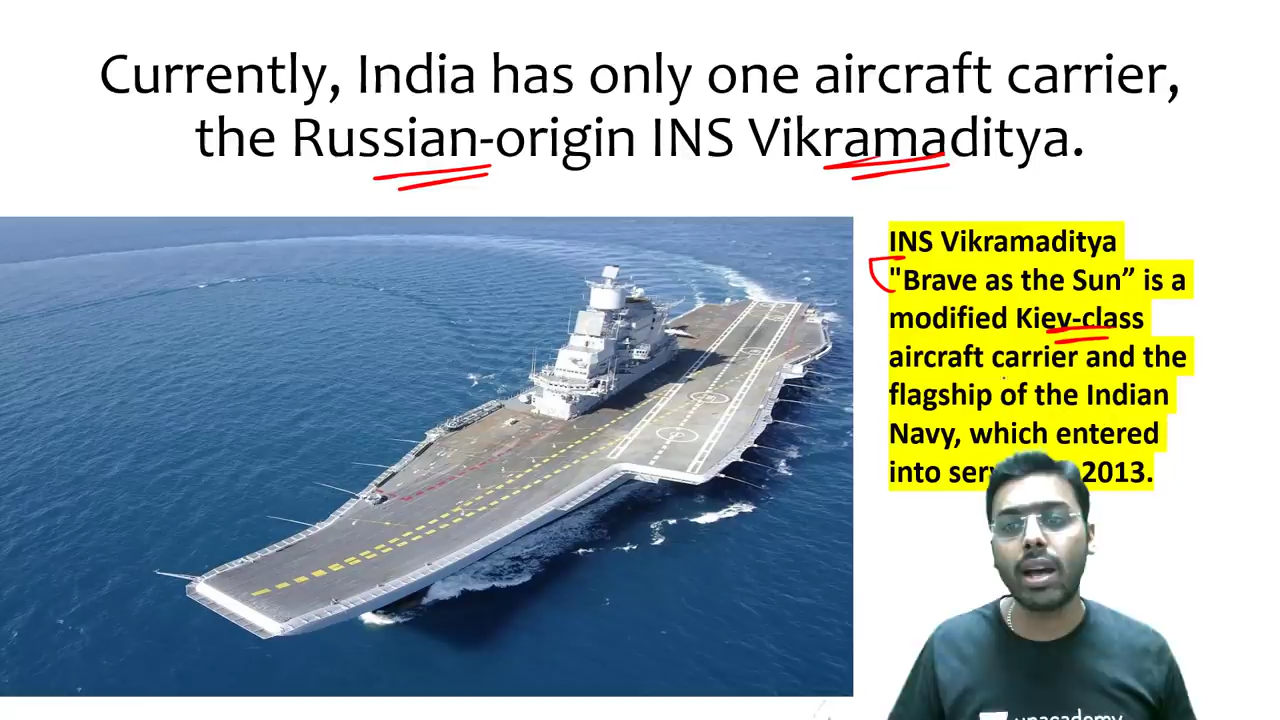 Currently, India has only one aircraft carrier,
the Russian-origin INS Vikramaditya.
INS Vikramaditya
"Brave as the Sun” is a
modified Kiev-class
aircraft carrier and the
flagship of the Indian
Navy, which entered
into 2013.
unacademy